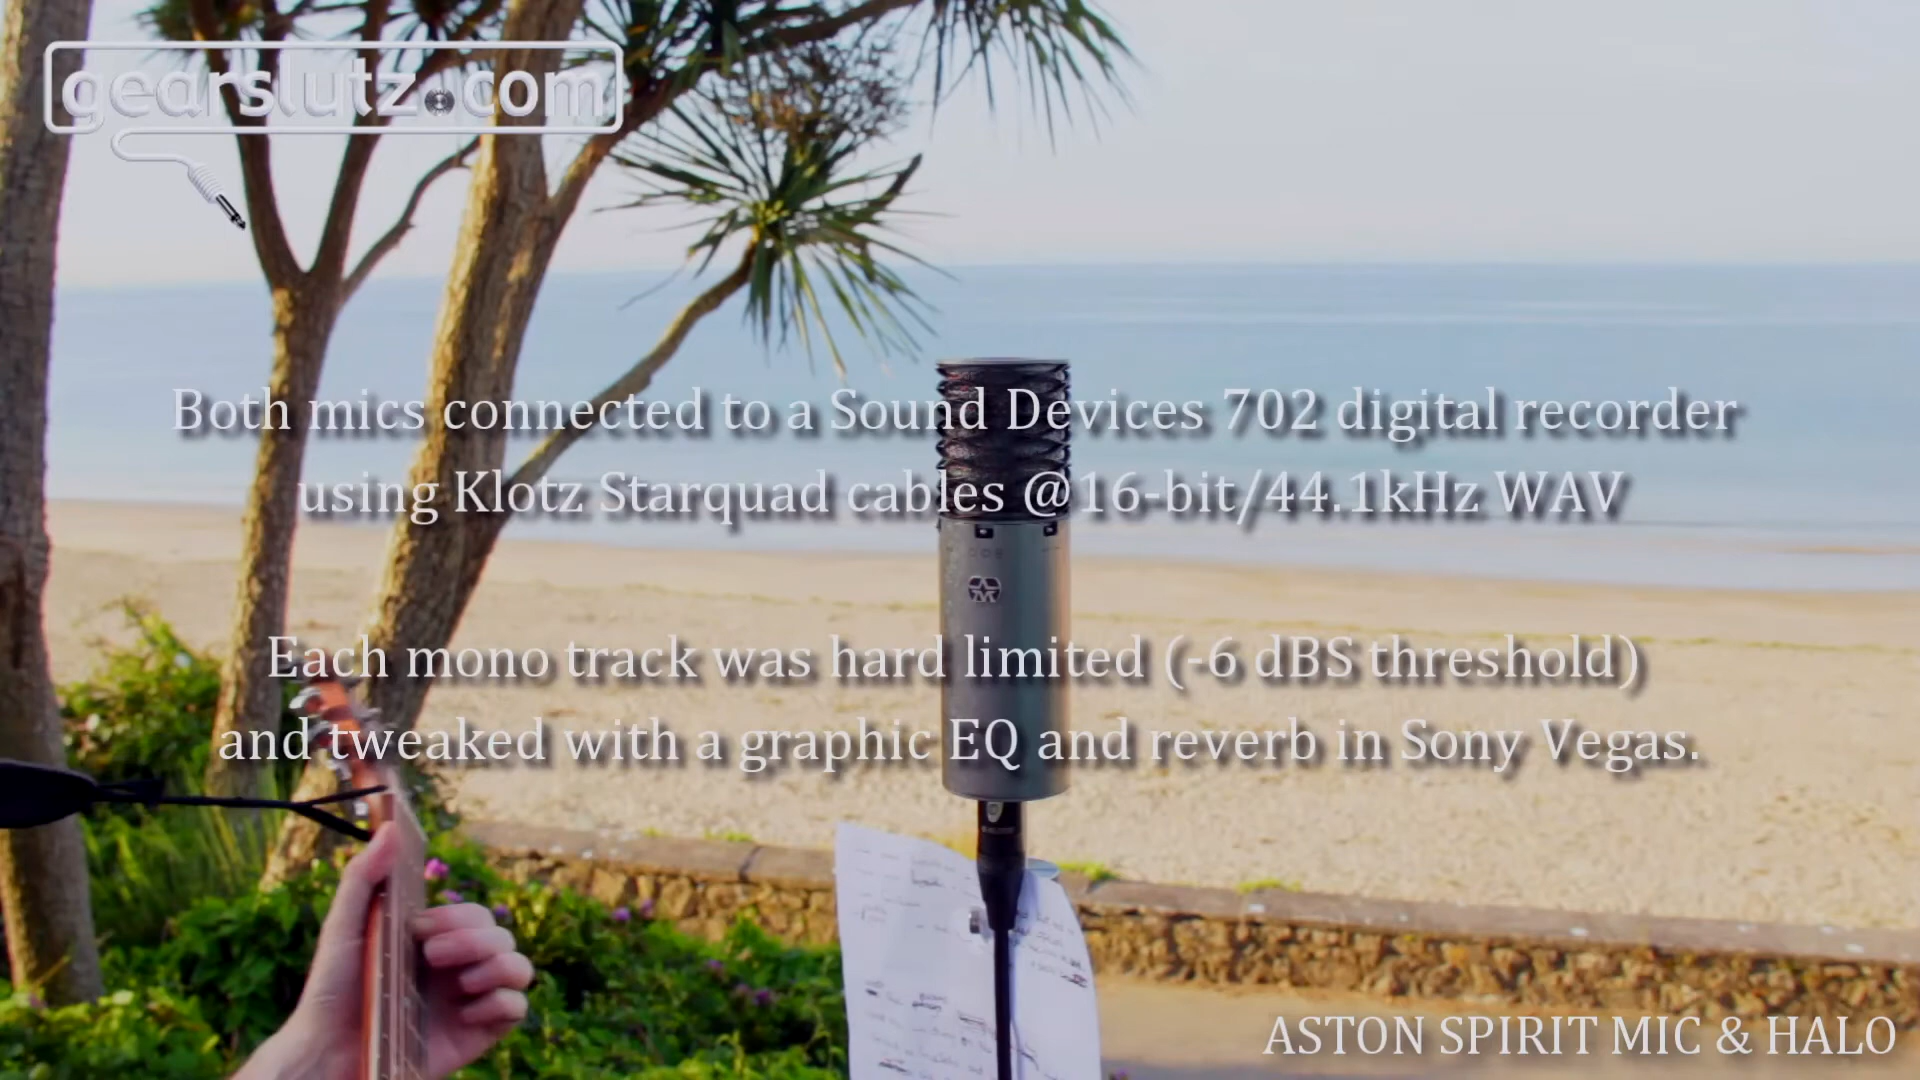 gearslutz.com
Both mics connected to a Sound Devices 702 digital recorder
using Klotz Starquad cables @16-bit/44.1kHz WAV
Each mono track was hard limited (-6 dBS threshold)
and tweaked with a graphic EQ and reverb in Sony Vegas.
ASTON SPIRIT MIC & HALO